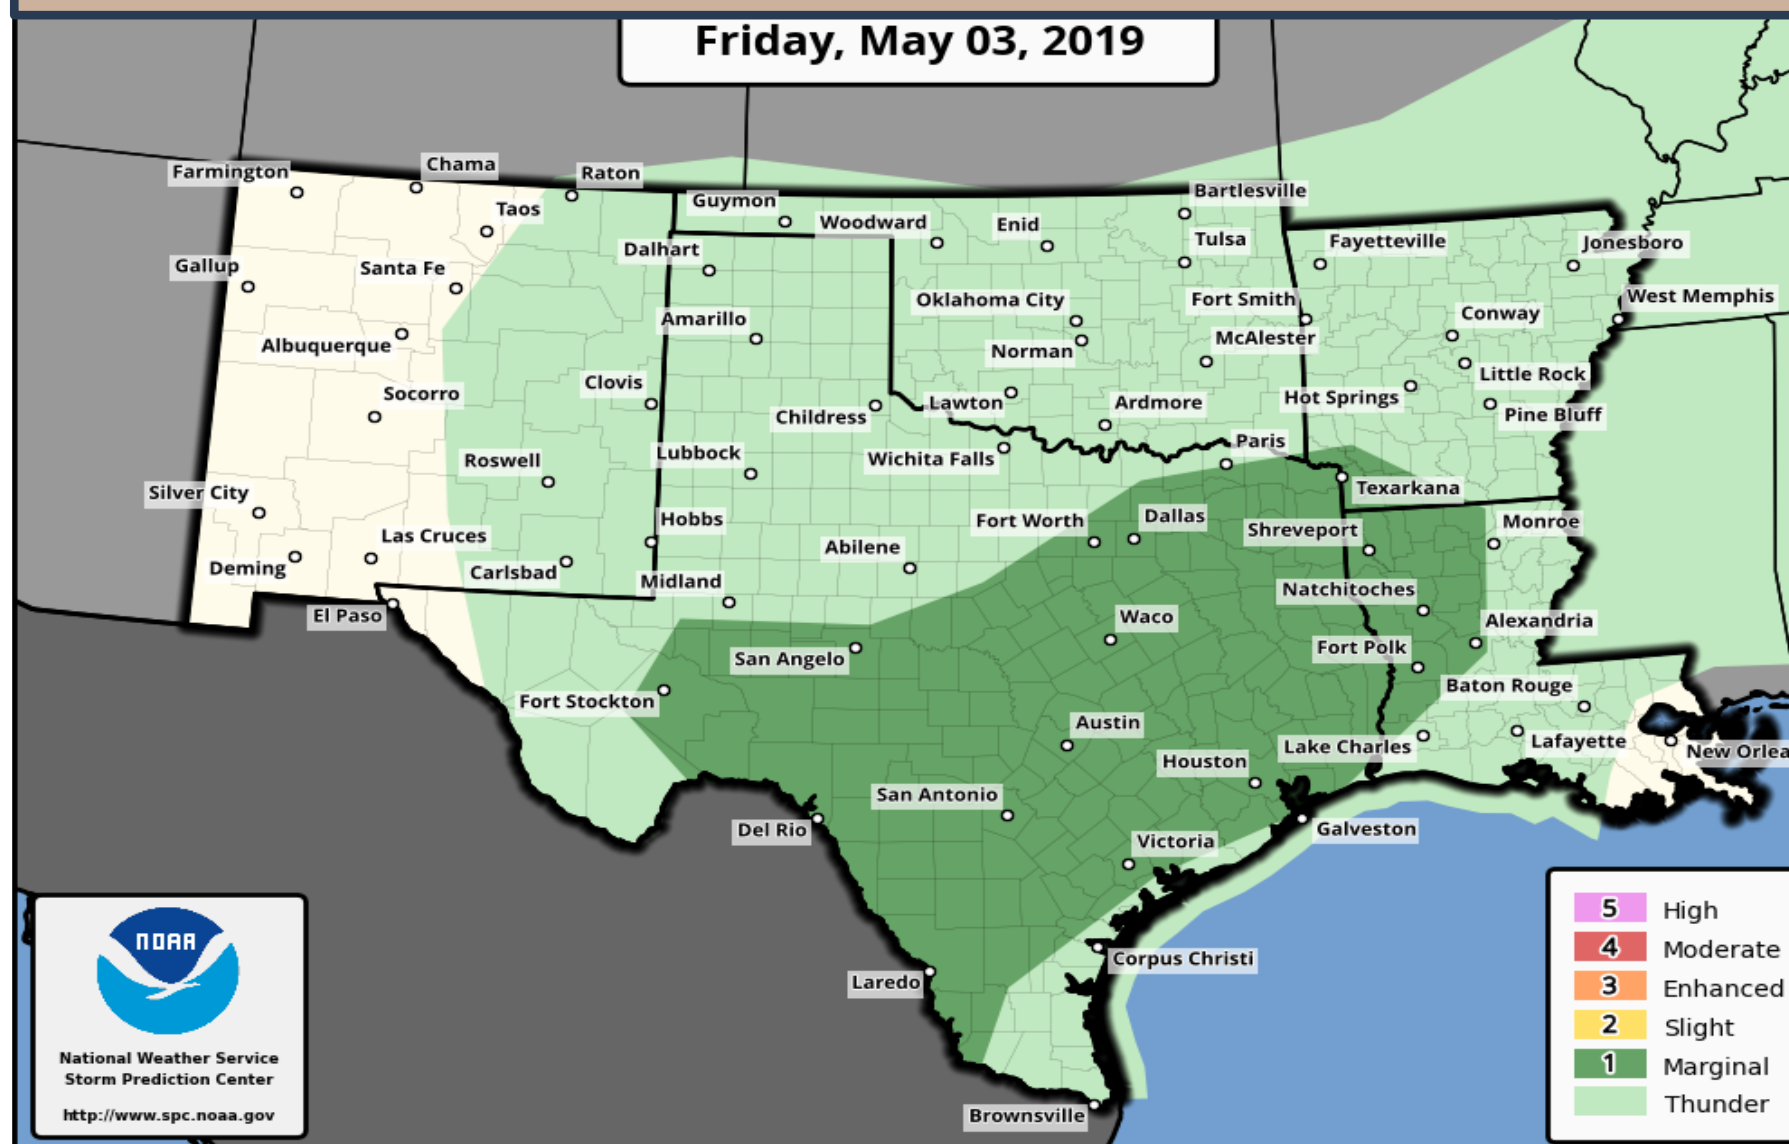 Friday, May 03, 2019
Farmington
Chama
Raton
Taos
Guymon
Woodward
Enid
Bartlesville
Tulsa
Fayetteville
Jonesboro
Gallup
Santa Fe
Dalhart
Oklahoma City
Fort Smith
West Memphis
Albuquerque
Amarillo
Norman
McAlester
Conway
Little Rock
Socorro
Clovis
Childress
Lawton
Ardmore
Hot Springs
Pine Bluff
Roswell
Lubbock
Wichita Falls
Paris
Texarkana
Silver City
Las Cruces
Hobbs
Fort Worth
Dallas
Shreveport
Monroe
Deming
Carlsbad
Midland
Abilene
Natchitoches
El Paso
Waco
Alexandria
San Angelo
Fort Polk
Fort Stockton
Baton Rouge
Austin
Lake Charles
Lafayette
New Orlea
Houston
San Antonio
Del Rio
Victoria
Galveston
Laredo
Corpus Christi
Brownsville
NOAA
National Weather Service
Storm Prediction Center
http://www.spc.noaa.gov
5 High
4 Moderate
3 Enhanced
2 Slight
1 Marginal
Thunder